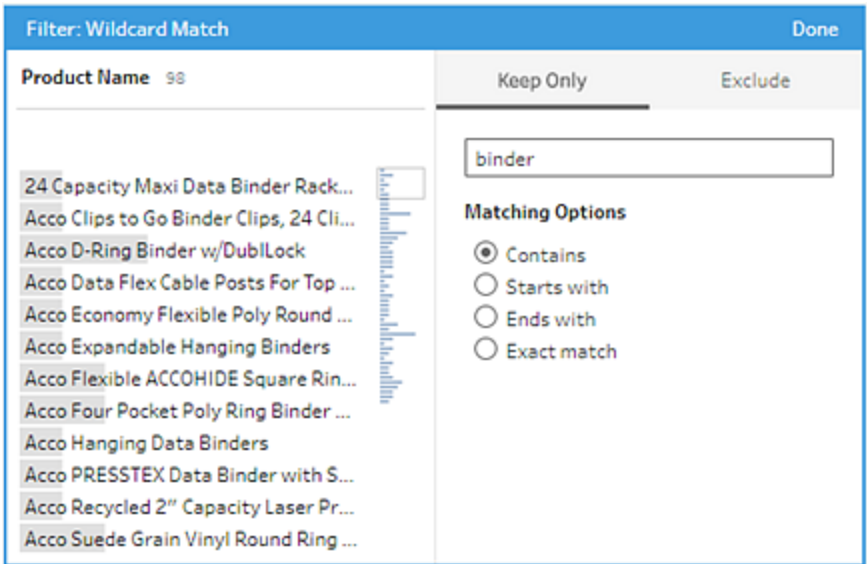 Filter: Wildcard Match Done
Product Name 98
24 Capacity Maxi Data Binder Rack...
Acco Clips to Go Binder Clips, 24 Cli...
Acco D-Ring Binder w/DublLock
Acco Data Flex Cable Posts For Top ...
Acco Economy Flexible Poly Round ...
Acco Expandable Hanging Binders
Acco Flexible ACCOHIDE Square Rin...
Acco Four Pocket Poly Ring Binder ...
Acco Hanging Data Binders
Acco PRESSTEX Data Binder with S...
Acco Recycled 2" Capacity Laser Pr...
Acco Suede Grain Vinyl Round Ring ...
Keep Only Exclude
binder
Matching Options
Contains
Starts with
Ends with
Exact match